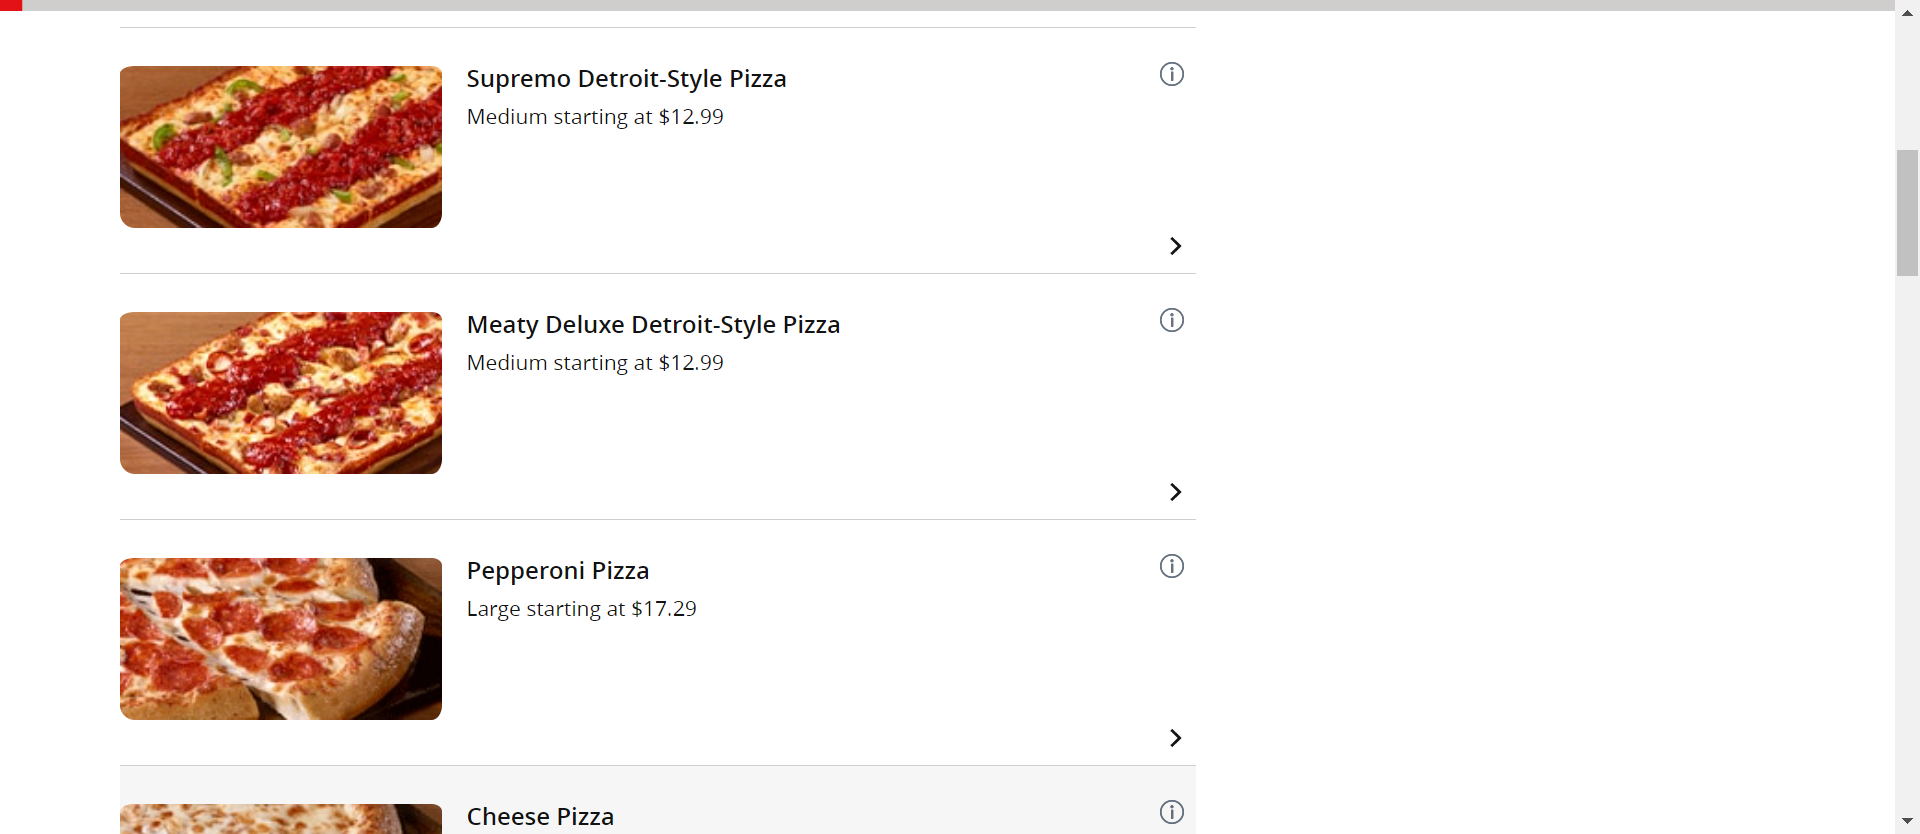 Supremo Detroit-Style Pizza
Medium starting at $12.99
Meaty Deluxe Detroit-Style Pizza
Medium starting at $12.99
Pepperoni Pizza
Large starting at $17.29
Cheese Pizza